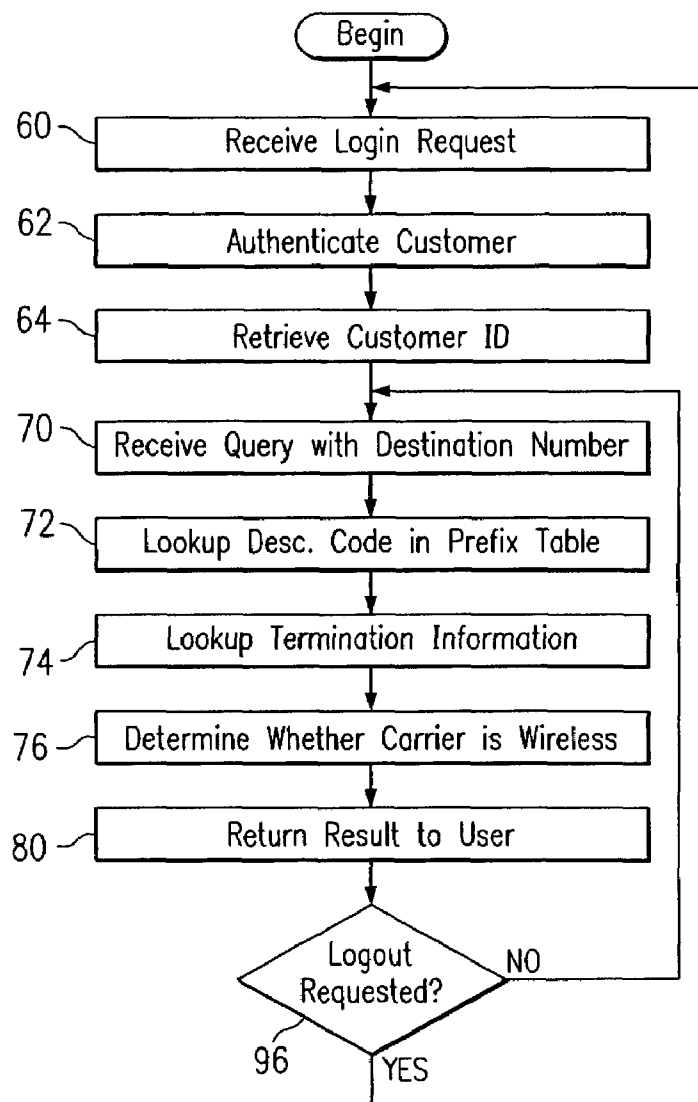 Begin
60
Receive Login Request
62
Authenticate Customer
64
Retrieve Customer ID
70
Receive Query with Destination Number
72
Lookup Desc. Code in Prefix Table
74
Lookup Termination Information
76
Determine Whether Carrier is Wireless
80
Return Result to User
Logout
Requested?
NO
96
YES